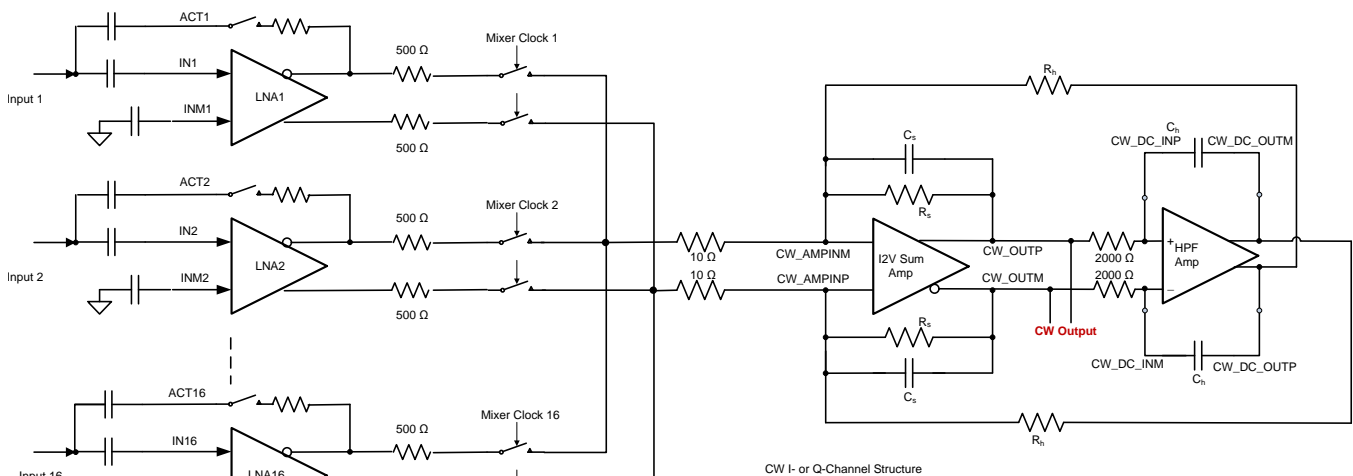 ACT1
500 Ω
Mixer Clock 1
IN1
LNA1
Input 1
INM1
500 Ω
ACT2
500 Ω
Mixer Clock 2
IN2
LNA2
Input 2
INM2
500 Ω
ACT16
500 Ω
Mixer Clock 16
IN16
LNA16
Input 16
Rh
Cs
Rs
10 Ω
CW_AMPINM
10 Ω
CW_AMPINP
I2V Sum
Amp
CW_OUTP
CW_OUTM
Rs
Cs
2000 Ω
2000 Ω
CW Output
Ch
CW_DC_INP
CW_DC_OUTM
+
HPF
Amp
−
CW_DC_INM
Ch
CW_DC_OUTP
Rh
CW I- or Q-Channel Structure